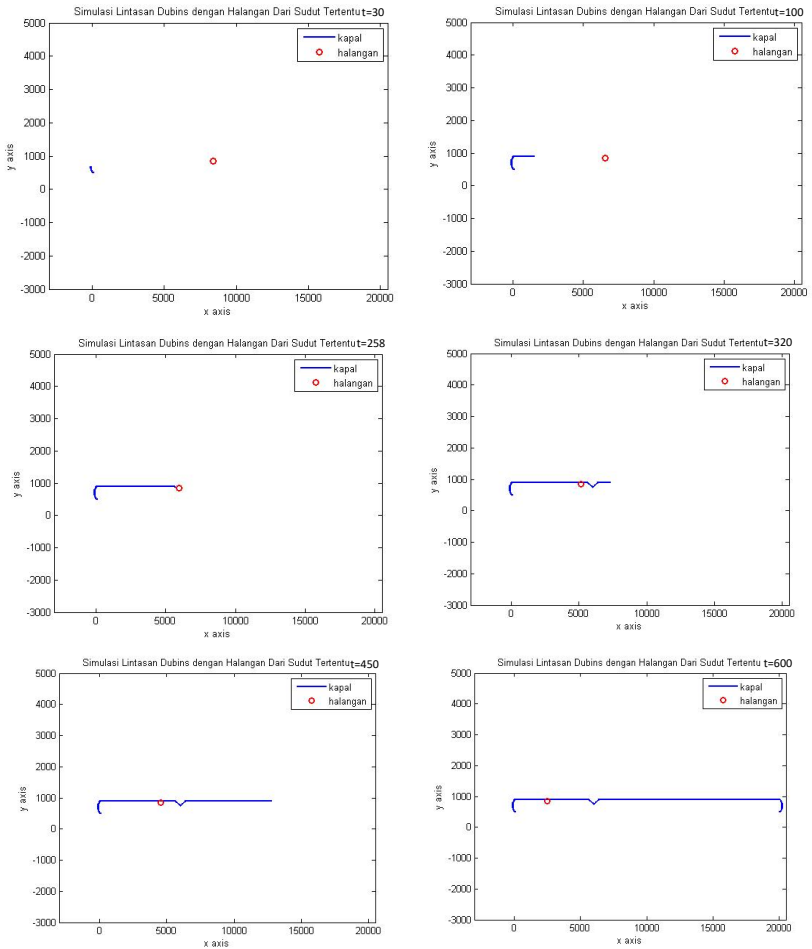 Simulasi Lintasan Dubins dengan Halangan Dari Sudut Tertentu t=30
5000
4000
3000
2000
1000
0
-1000
-2000
-3000
y axis
kapal
halangan
0 5000 10000 15000 20000
x axis
Simulasi Lintasan Dubins dengan Halangan Dari Sudut Tertentu t=100
5000
4000
3000
2000
1000
0
-1000
-2000
-3000
y axis
kapal
halangan
0 5000 10000 15000 20000
x axis
Simulasi Lintasan Dubins dengan Halangan Dari Sudut Tertentu t=258
5000
4000
3000
2000
1000
0
-1000
-2000
-3000
y axis
kapal
halangan
0 5000 10000 15000 20000
x axis
Simulasi Lintasan Dubins dengan Halangan Dari Sudut Tertentu t=320
5000
4000
3000
2000
1000
0
-1000
-2000
-3000
y axis
kapal
halangan
0 5000 10000 15000 20000
x axis
Simulasi Lintasan Dubins dengan Halangan Dari Sudut Tertentu t=450
5000
4000
3000
2000
1000
0
-1000
-2000
-3000
y axis
kapal
halangan
0 5000 10000 15000 20000
x axis
Simulasi Lintasan Dubins dengan Halangan Dari Sudut Tertentu t=600
5000
4000
3000
2000
1000
0
-1000
-2000
-3000
y axis
kapal
halangan
0 5000 10000 15000 20000
x axis